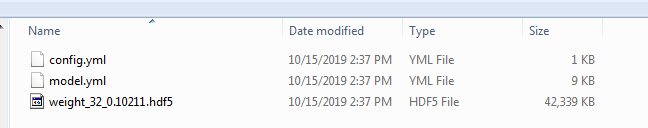 Name Date modified Type Size
config.yml 10/15/2019 2:37 PM YML File 1 KB
model.yml 10/15/2019 2:37 PM YML File 9 KB
weight_32_0.10211.hdf5 10/15/2019 2:37 PM HDF5 File 42,339 KB